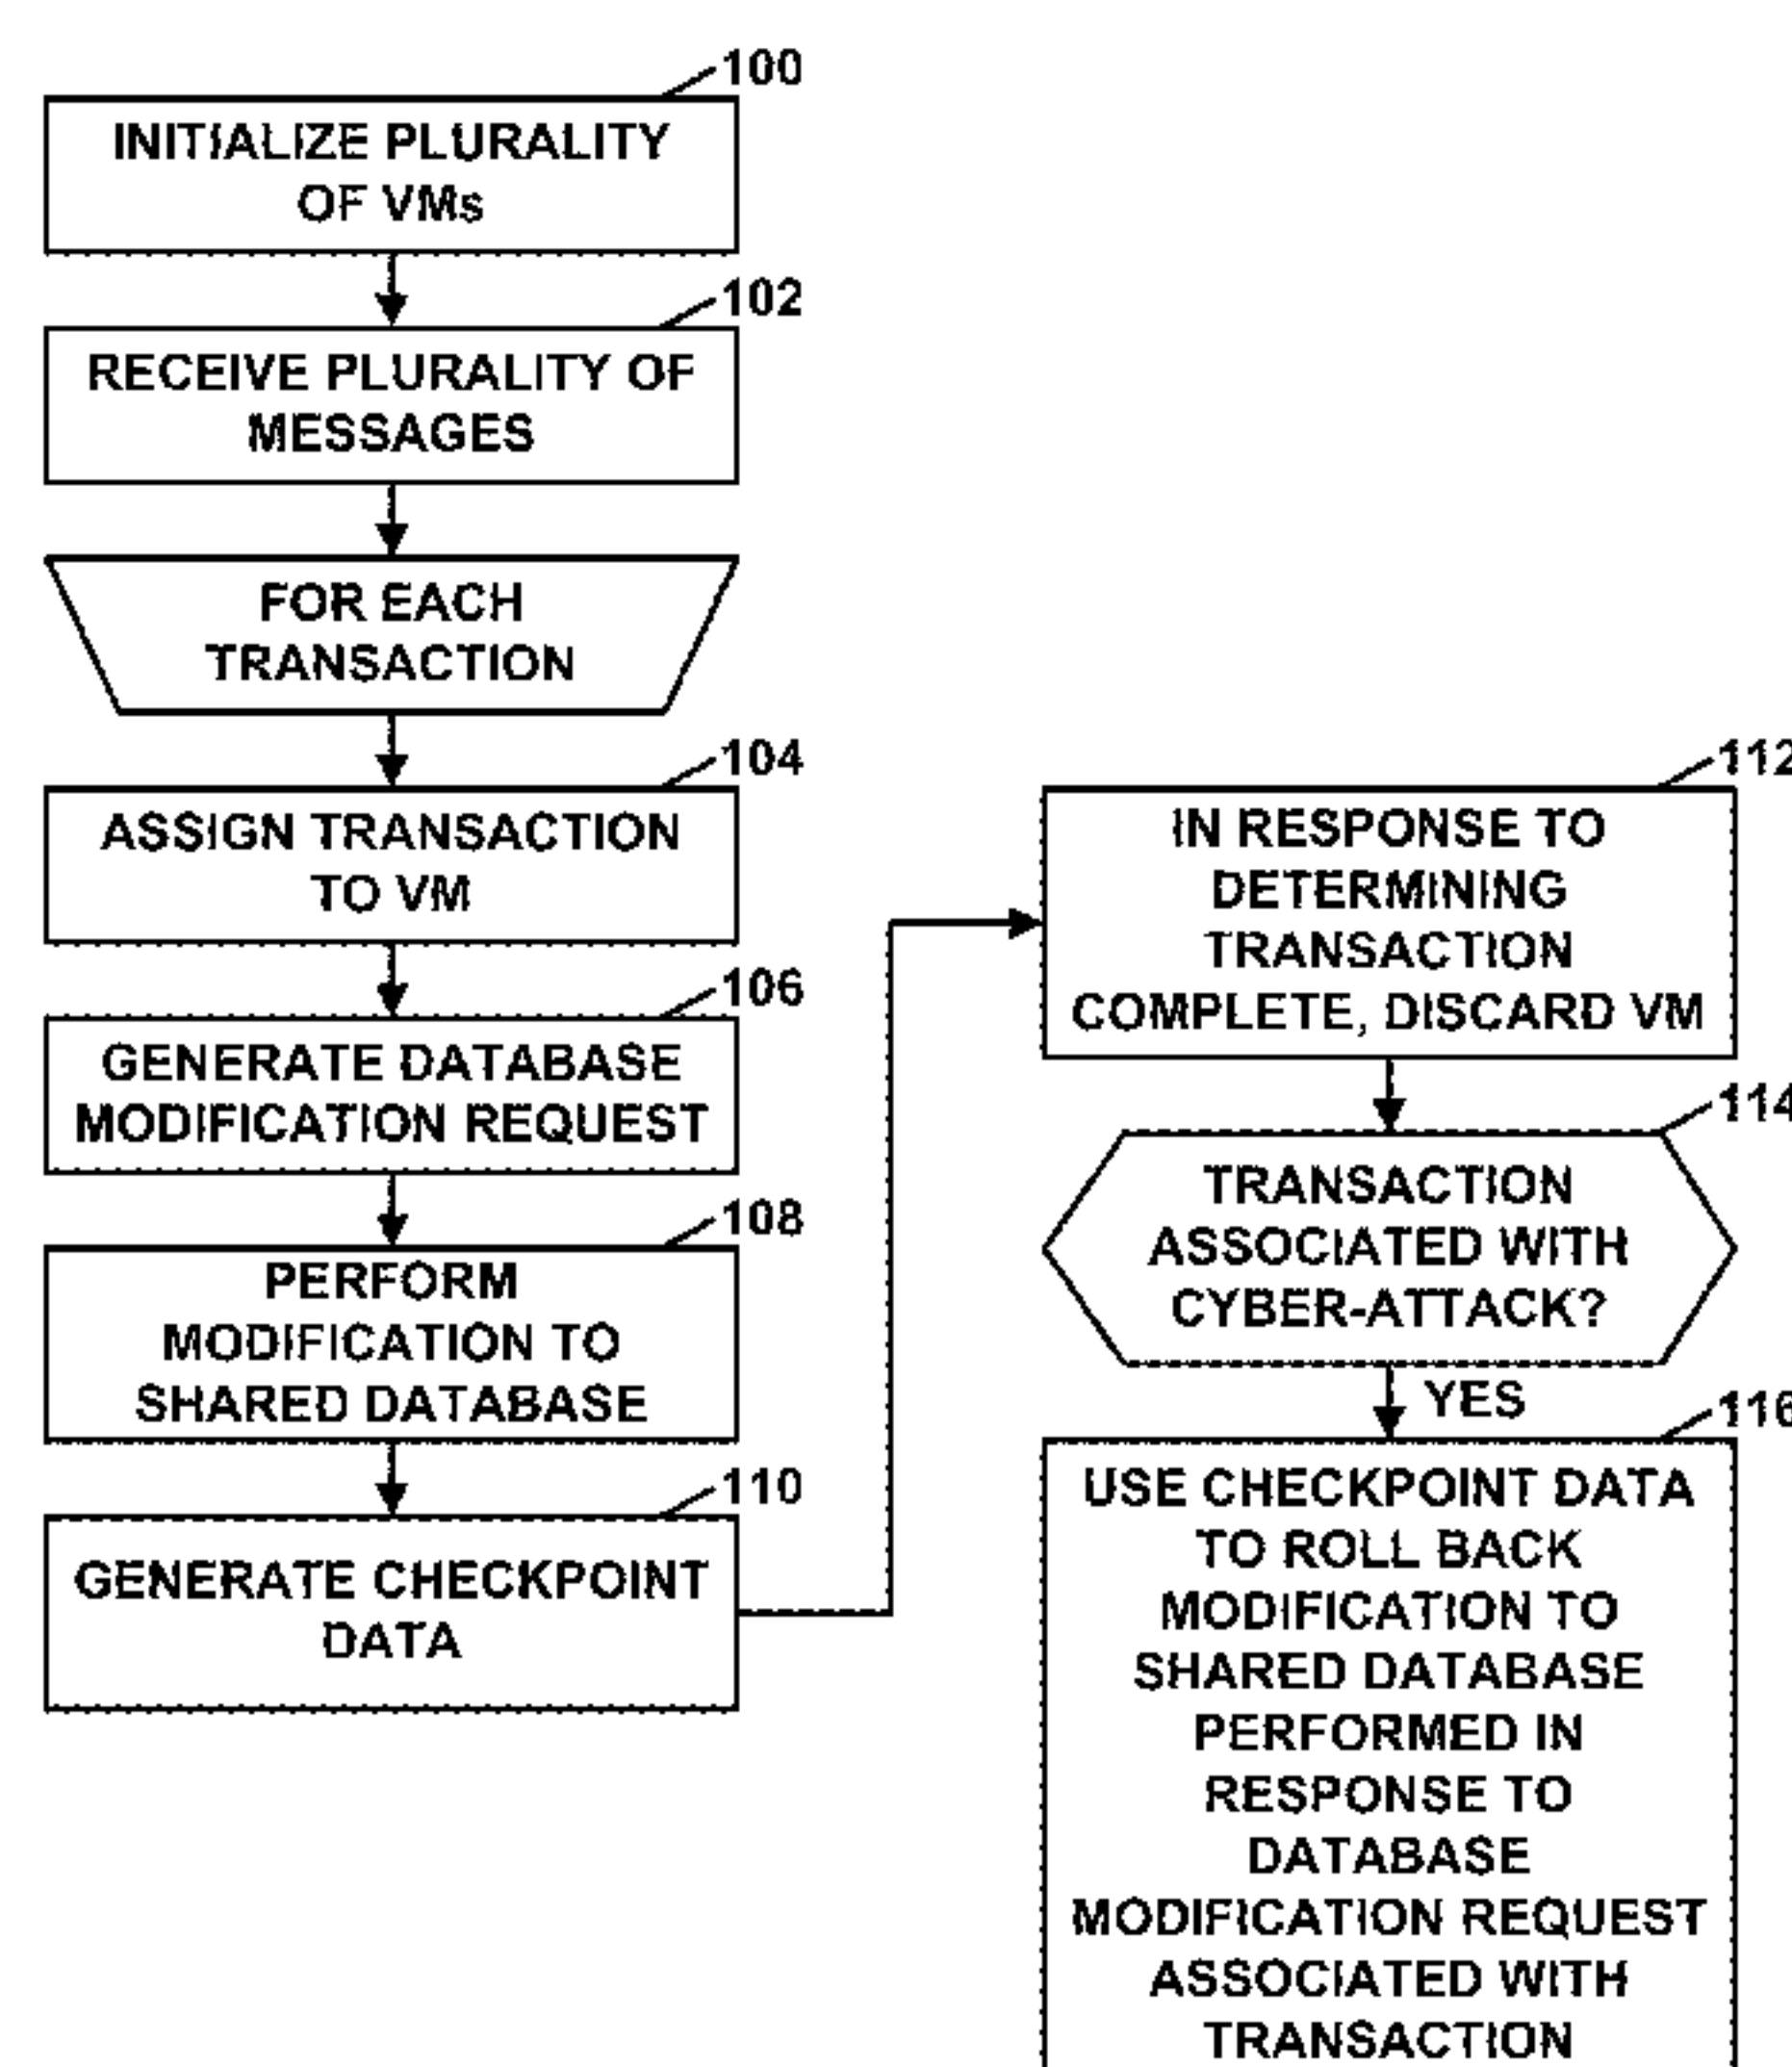 100
INITIALIZE PLURALITY
OF VMs
102
RECEIVE PLURALITY OF
MESSAGES
FOR EACH
TRANSACTION
104
ASSIGN TRANSACTION
TO VM
106
GENERATE DATABASE
MODIFICATION REQUEST
108
PERFORM
MODIFICATION TO
SHARED DATABASE
110
GENERATE CHECKPOINT
DATA
112
IN RESPONSE TO
DETERMINING
TRANSACTION
COMPLETE, DISCARD VM
114
TRANSACTION
ASSOCIATED WITH
CYBER-ATTACK?
YES
116
USE CHECKPOINT DATA
TO ROLL BACK
MODIFICATION TO
SHARED DATABASE
PERFORMED IN
RESPONSE TO
DATABASE
MODIFICATION REQUEST
ASSOCIATED WITH
TRANSACTION